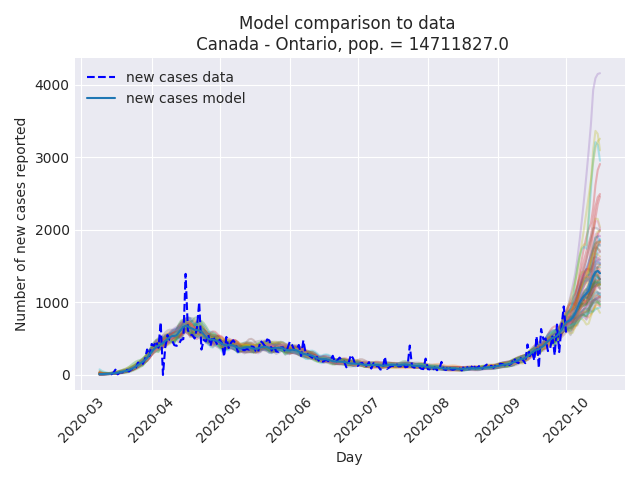 Model comparison to data
Canada - Ontario, pop. = 14711827.0
new cases data
new cases model
Number of new cases reported
4000
3000
2000
1000
0
2020-03
2020-04
2020-05
2020-06
2020-07
2020-08
2020-09
2020-10
Day